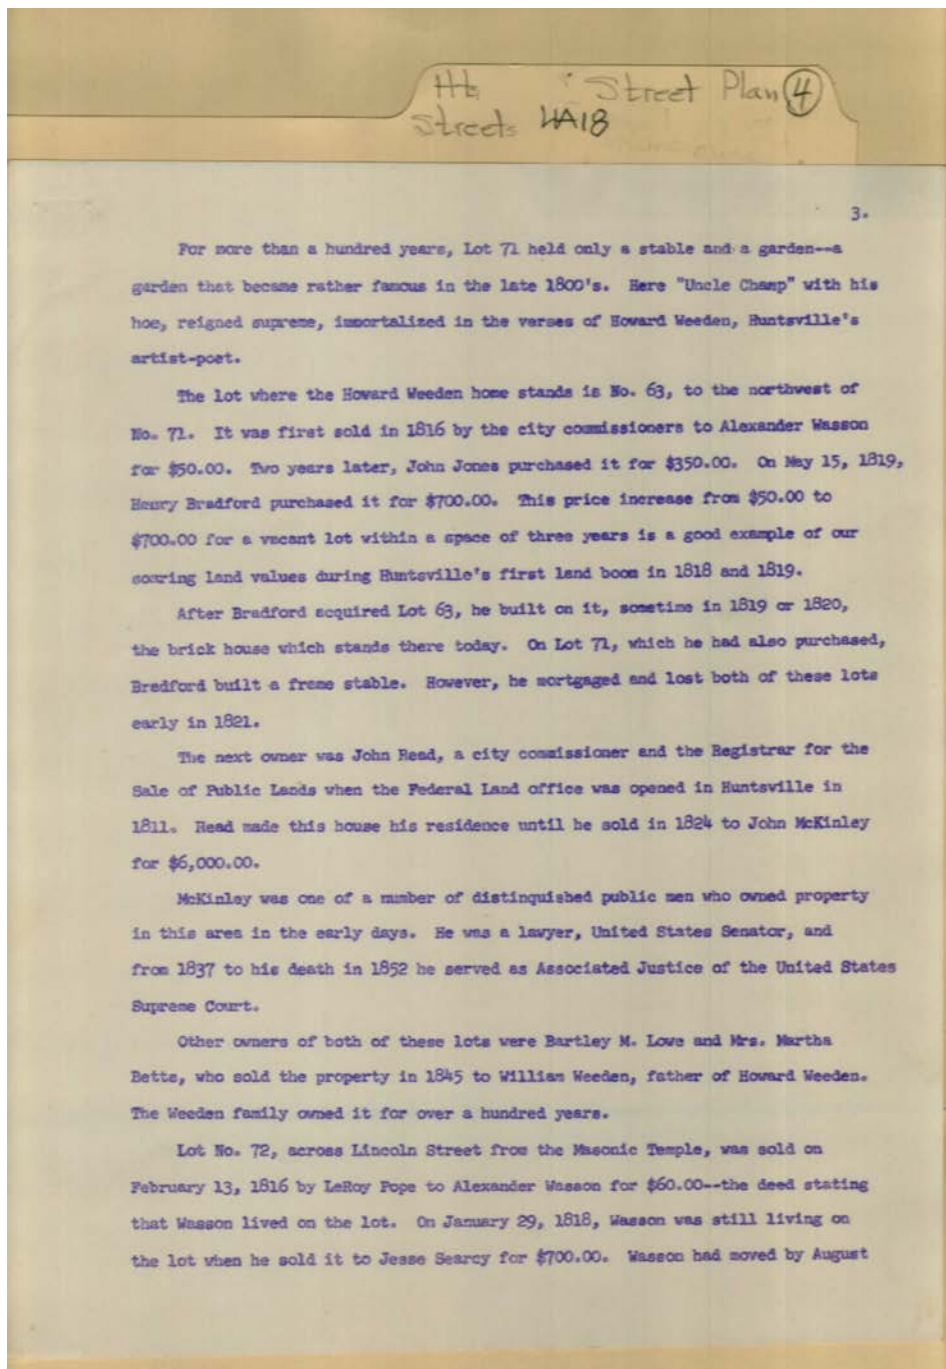 Hts : Street Plan 4
Streets HA18
3.
For more than a hundred years, Lot 71 held only a stable and a garden--a
garden that became rather famous in the late 1800's. Here "Uncle Champ" with his
hoe, reigned supreme, immortalized in the verses of Howard Weeden, Huntsville's
artist-poet.
The lot where the Howard Weeden home stands is No. 63, to the northwest of
No. 71. It was first sold in 1816 by the city commissioners to Alexander Wasson
for $50.00. Two years later, John Jones purchased it for $350.00. On May 15, 1819,
Henry Bradford purchased it for $700.00. This price increase from $50.00 to
$700.00 for a vacant lot within a space of three years is a good example of our
soaring land values during Huntsville's first land boom in 1818 and 1819.
After Bradford acquired Lot 63, he built on it, sometime in 1819 or 1820,
the brick house which stands there today. On Lot 71, which he had also purchased,
Bradford built a frame stable. However, he mortgaged and lost both of these lots
early in 1821.
The next owner was John Read, a city commissioner and the Registrar for the
Sale of Public Lands when the Federal Land office was opened in Huntsville in
1811. Read made this house his residence until he sold in 1824 to John McKinley
for $6,000.00.
McKinley was one of a number of distinquished public men who owned property
in this area in the early days. He was a lawyer, United States Senator, and
from 1837 to his death in 1852 he served as Associated Justice of the United States
Supreme Court.
Other owners of both of these lots were Bartley M. Lowe and Mrs. Martha
Betts, who sold the property in 1845 to William Weeden, father of Howard Weeden.
The Weeden family owned it for over a hundred years.
Lot No. 72, across Lincoln Street from the Masonic Temple, was sold on
February 13, 1816 by LeRoy Pope to Alexander Wasson for $60.00--the deed stating
that Wasson lived on the lot. On January 29, 1818, Wasson was still living on
the lot when he sold it to Jesse Searcy for $700.00. Wasson had moved by August